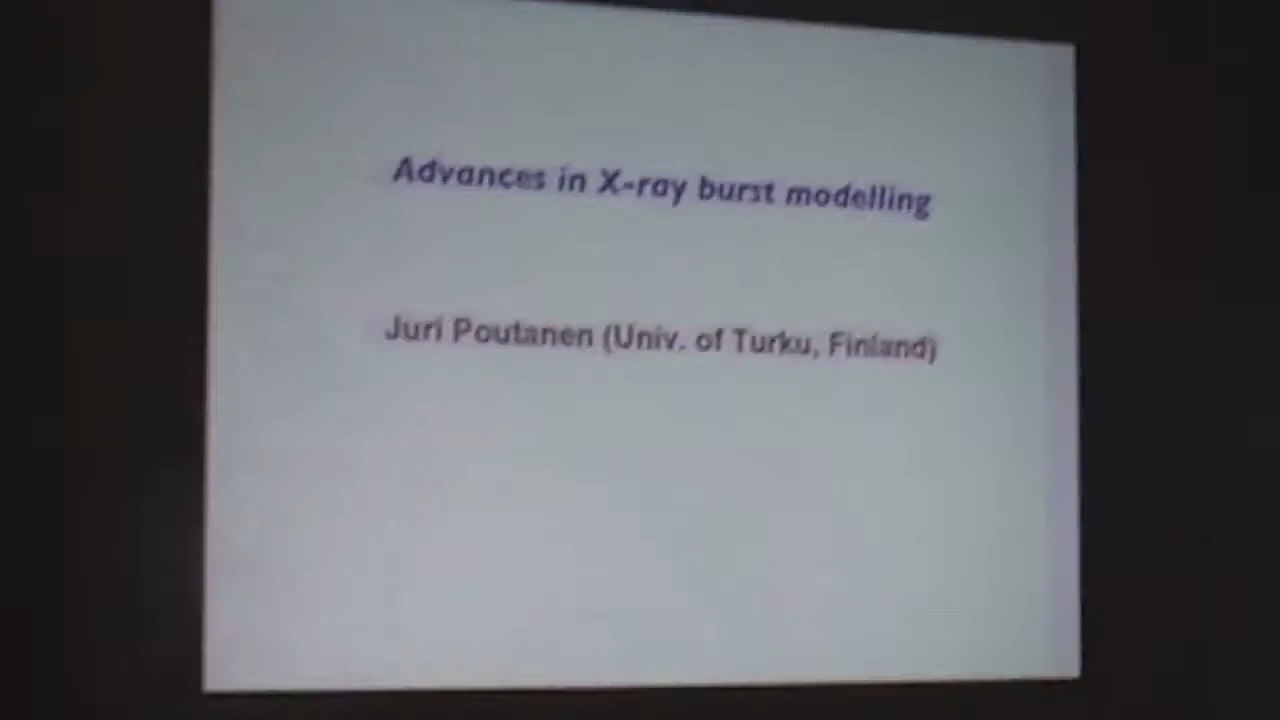 Advances in X-ray burst modelling
Juri Poutanen (Univ. of Turku, Finland)